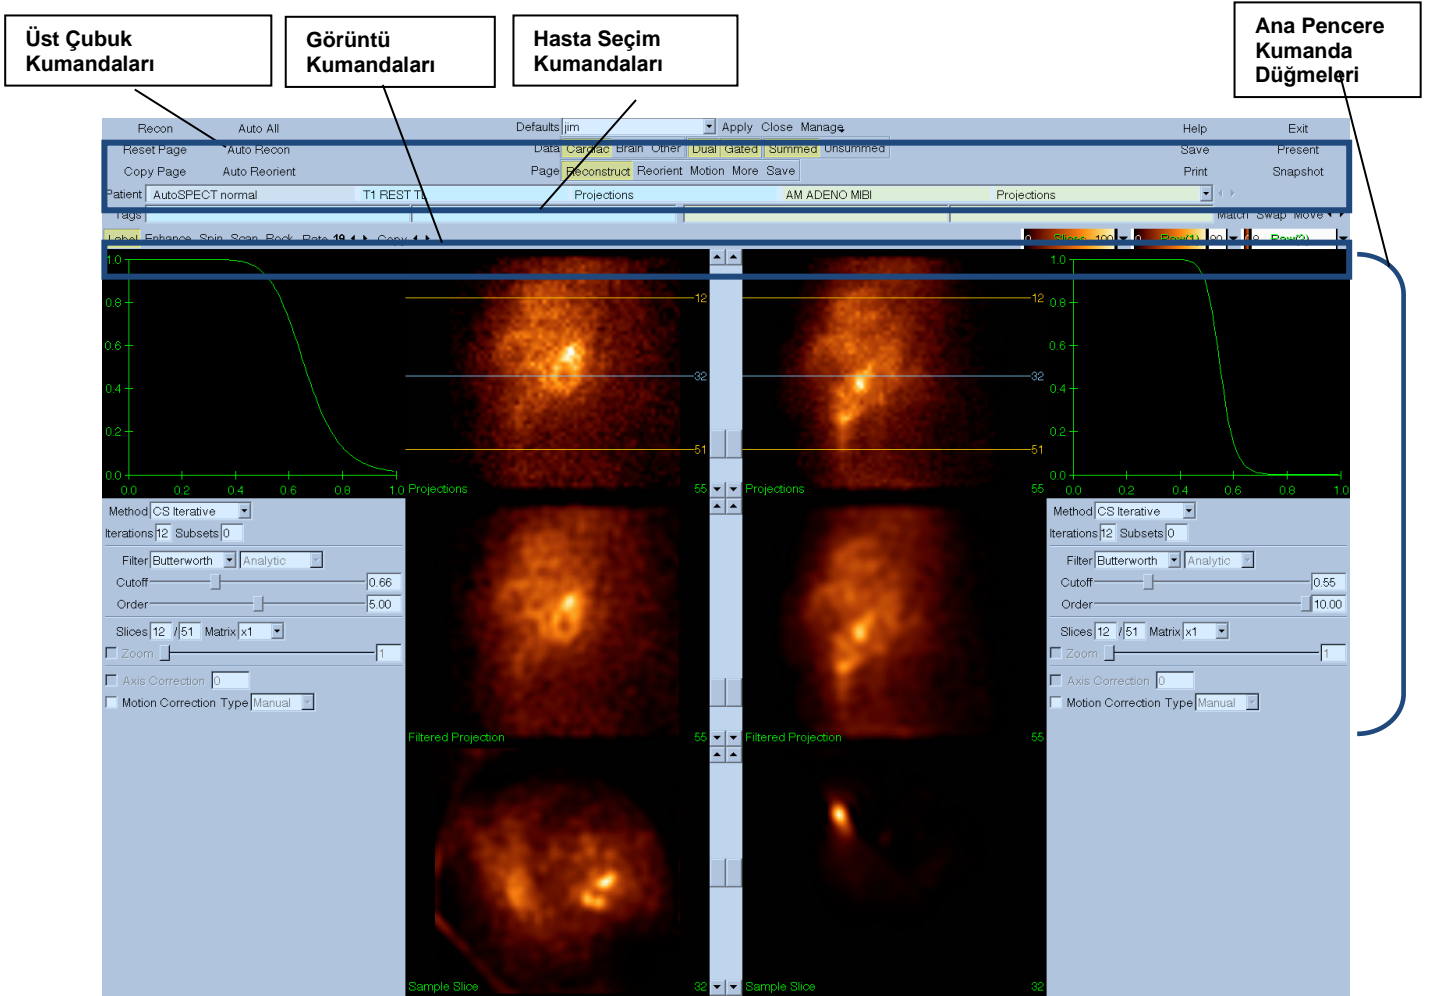 Üst Çubuk
Kumandaları
Görüntü
Kumandaları
Hasta Seçim
Kumandaları
Ana Pencere
Kumanda
Düğmeleri
Recon Auto All Defaults jim Apply Close Manage Help Exit
Reset Page Auto Recon Data Cardiac Brain Other Dual Gated Summed Unsummed Save Present
Copy Page Auto Reorient Page Reconstruct Reorient Motion More Save Print Snapshot
Patient AutoSPECT normal T1 REST TL Projections AM ADENO MIBI Projections
Tags Match Swap Move
Label Enhance Spin Scan Rock Rate 19 Copy 0 Slices 100 0 Raw(1) Raw(2)
1.0 1.0
12 12
0.8 0.8
0.6 0.6
32 32
0.4 0.4
0.2 0.2
51 51
0.0 0.0
0.0 0.2 0.4 0.6 0.8 1.0 Projections 55 Projections 55 0.0 0.2 0.4 0.6 0.8 1.0
Method CS Iterative Method CS Iterative
Iterations 12 Subsets 0 Iterations 12 Subsets 0
Filter Butterworth Analytic Filter Butterworth Analytic
Cutoff 0.66 Cutoff 0.55
Order 5.00 Order 10.00
Slices 12 / 51 Matrix x1 Slices 12 / 51 Matrix x1
Zoom 1 Zoom 1
Axis Correction 0 Axis Correction 0
Motion Correction Type Manual Motion Correction Type Manual
Filtered Projection 55 Filtered Projection 55
Sample Slice 32 Sample Slice 32